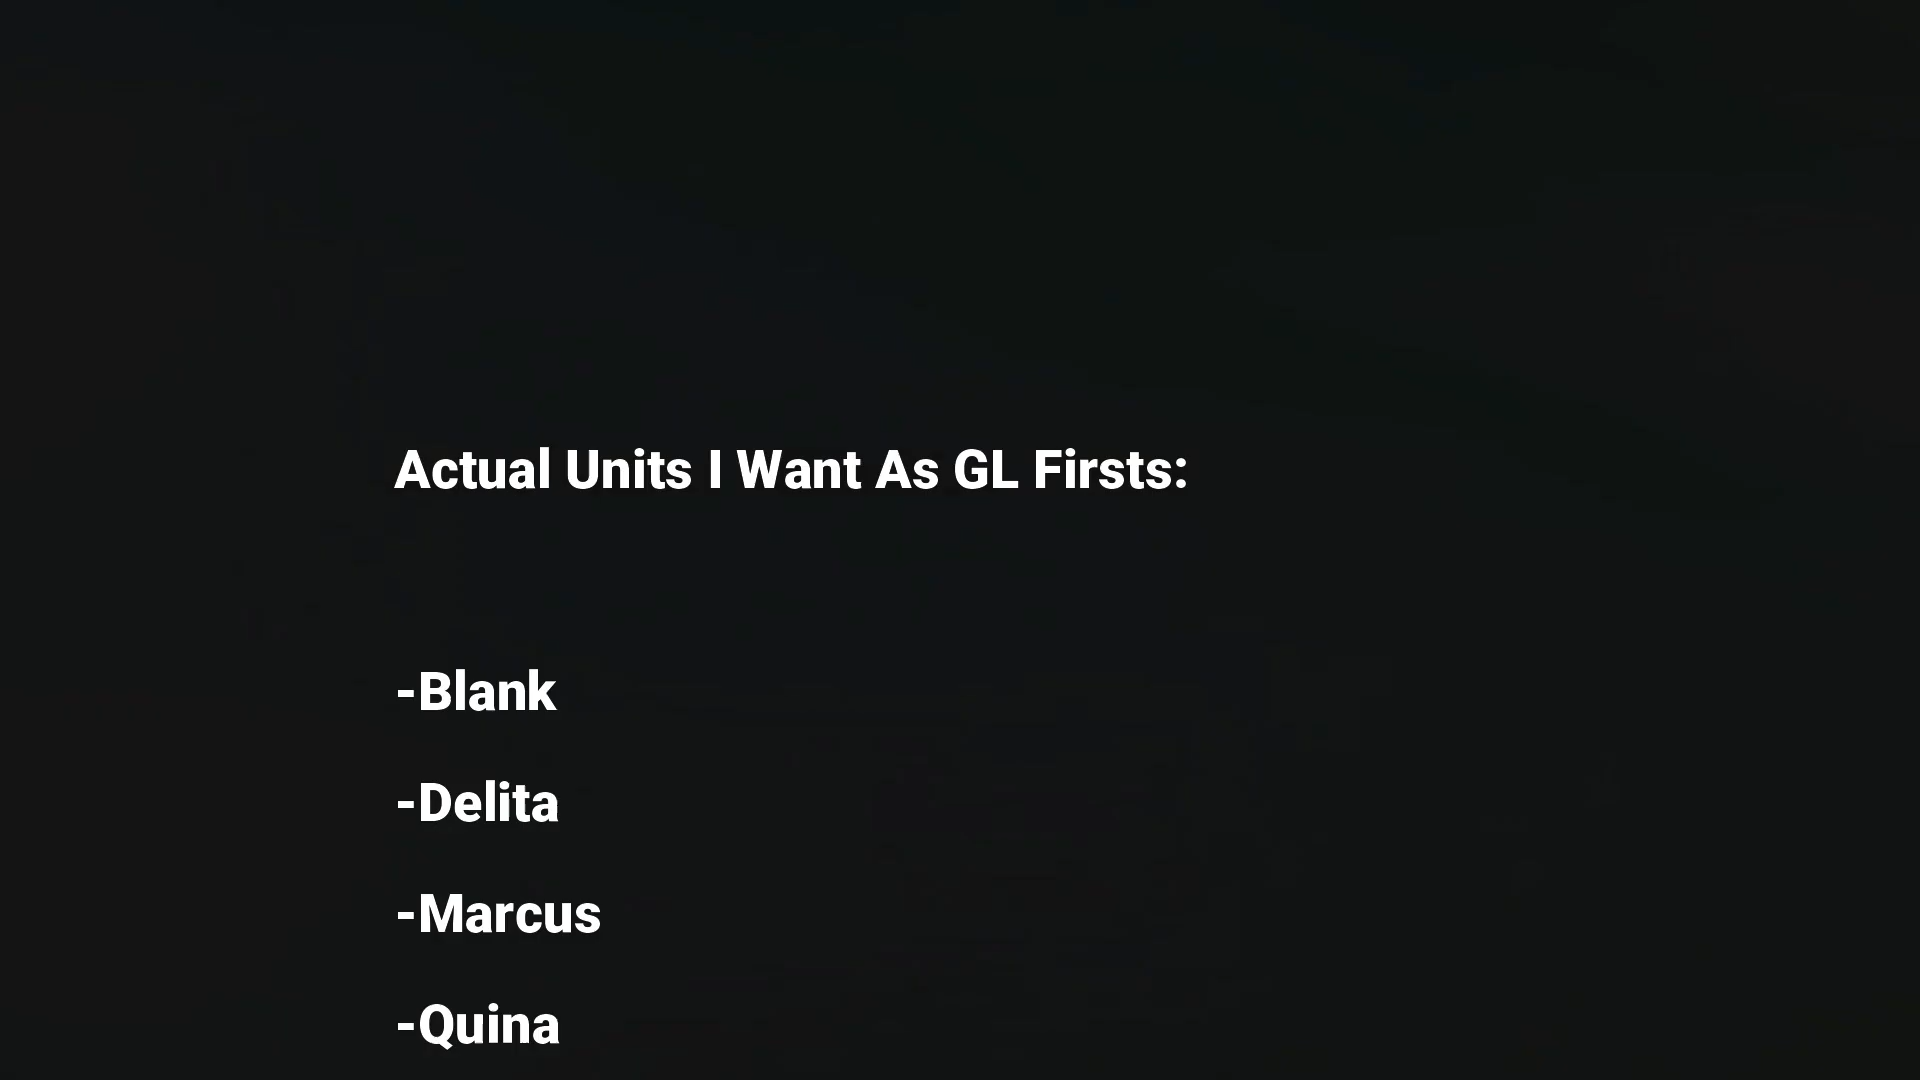 Actual Units I Want As GL Firsts:
-Blank
-Delita
-Marcus
-Quina